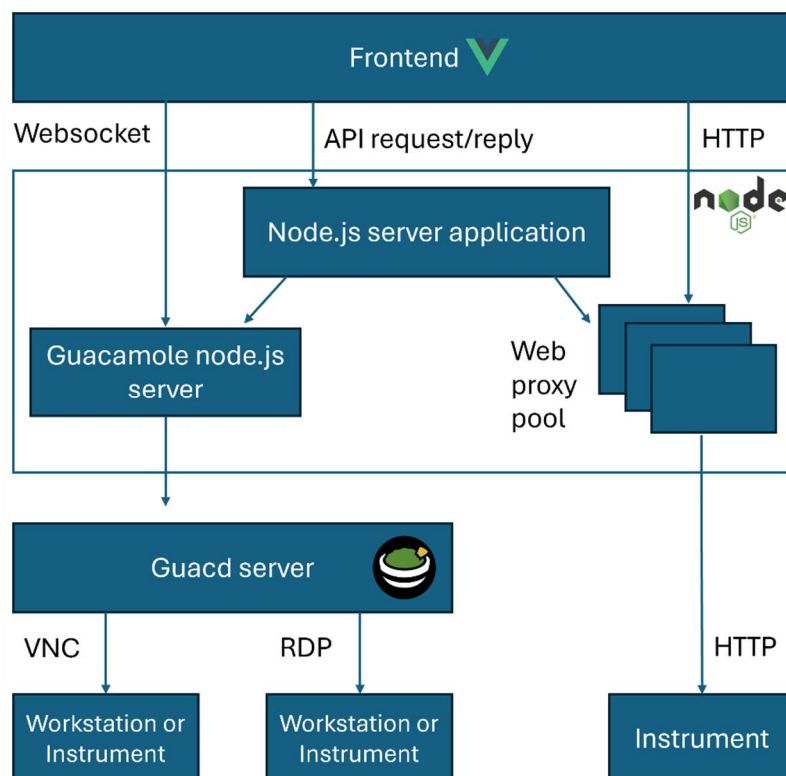 Frontend
Websocket
API request/reply
HTTP
node
JS
Node.js server application
Guacamole node.js
server
Web
proxy
pool
Guacd server
VNC
RDP
HTTP
Workstation or
Instrument
Workstation or
Instrument
Instrument